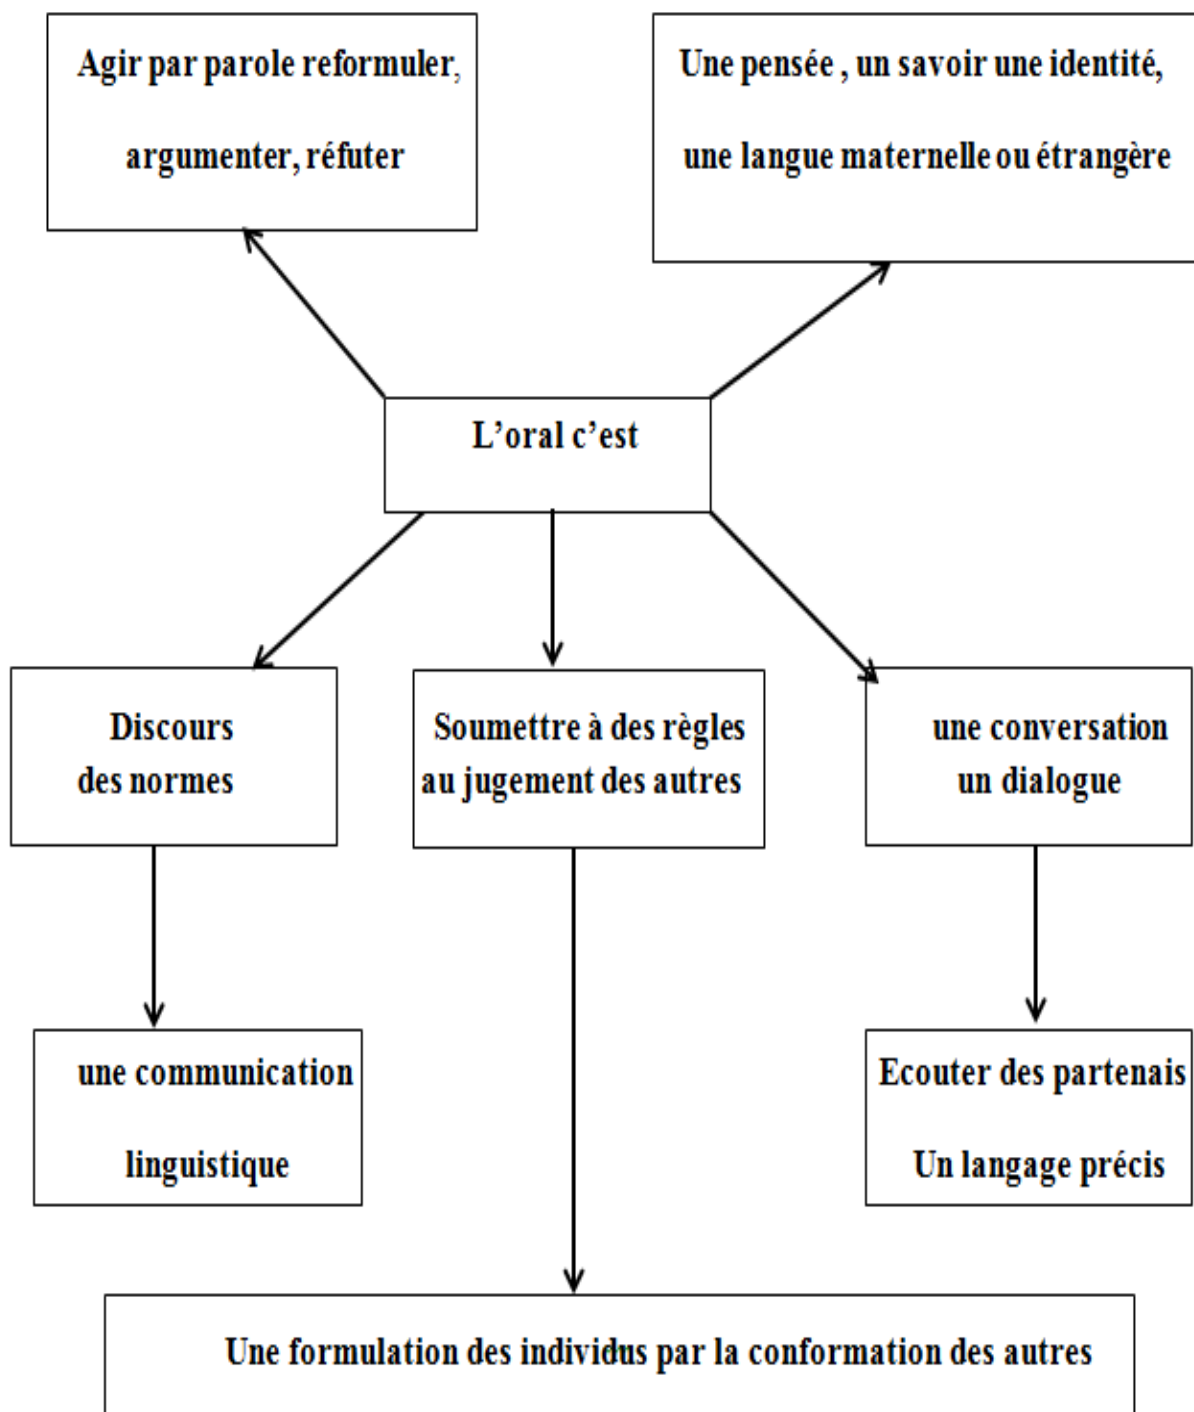 Agir par parole reformuler,
argumenter, réfuter
Une pensée , un savoir une identité,
une langue maternelle ou étrangère
L’oral c’est
Discours
des normes
Soumettre à des règles
au jugement des autres
une conversation
un dialogue
une communication
linguistique
Ecouter des partenais
Un langage précis
Une formulation des individus par la conformation des autres